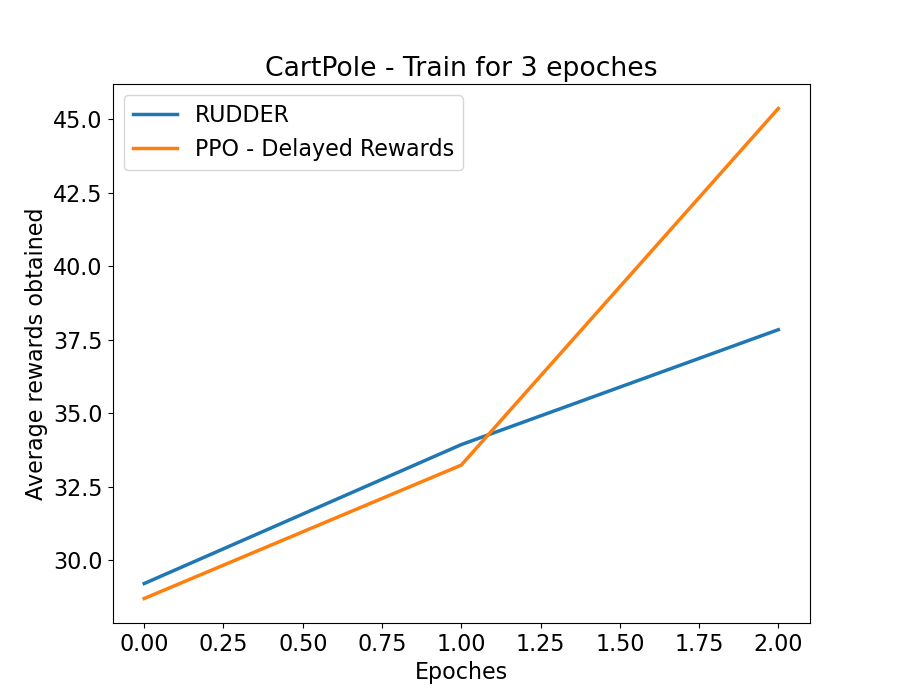 CartPole - Train for 3 epoches
RUDDER
PPO - Delayed Rewards
Average rewards obtained
45.0
42.5
40.0
37.5
35.0
32.5
30.0
0.00 0.25 0.50 0.75 1.00 1.25 1.50 1.75 2.00
Epoches